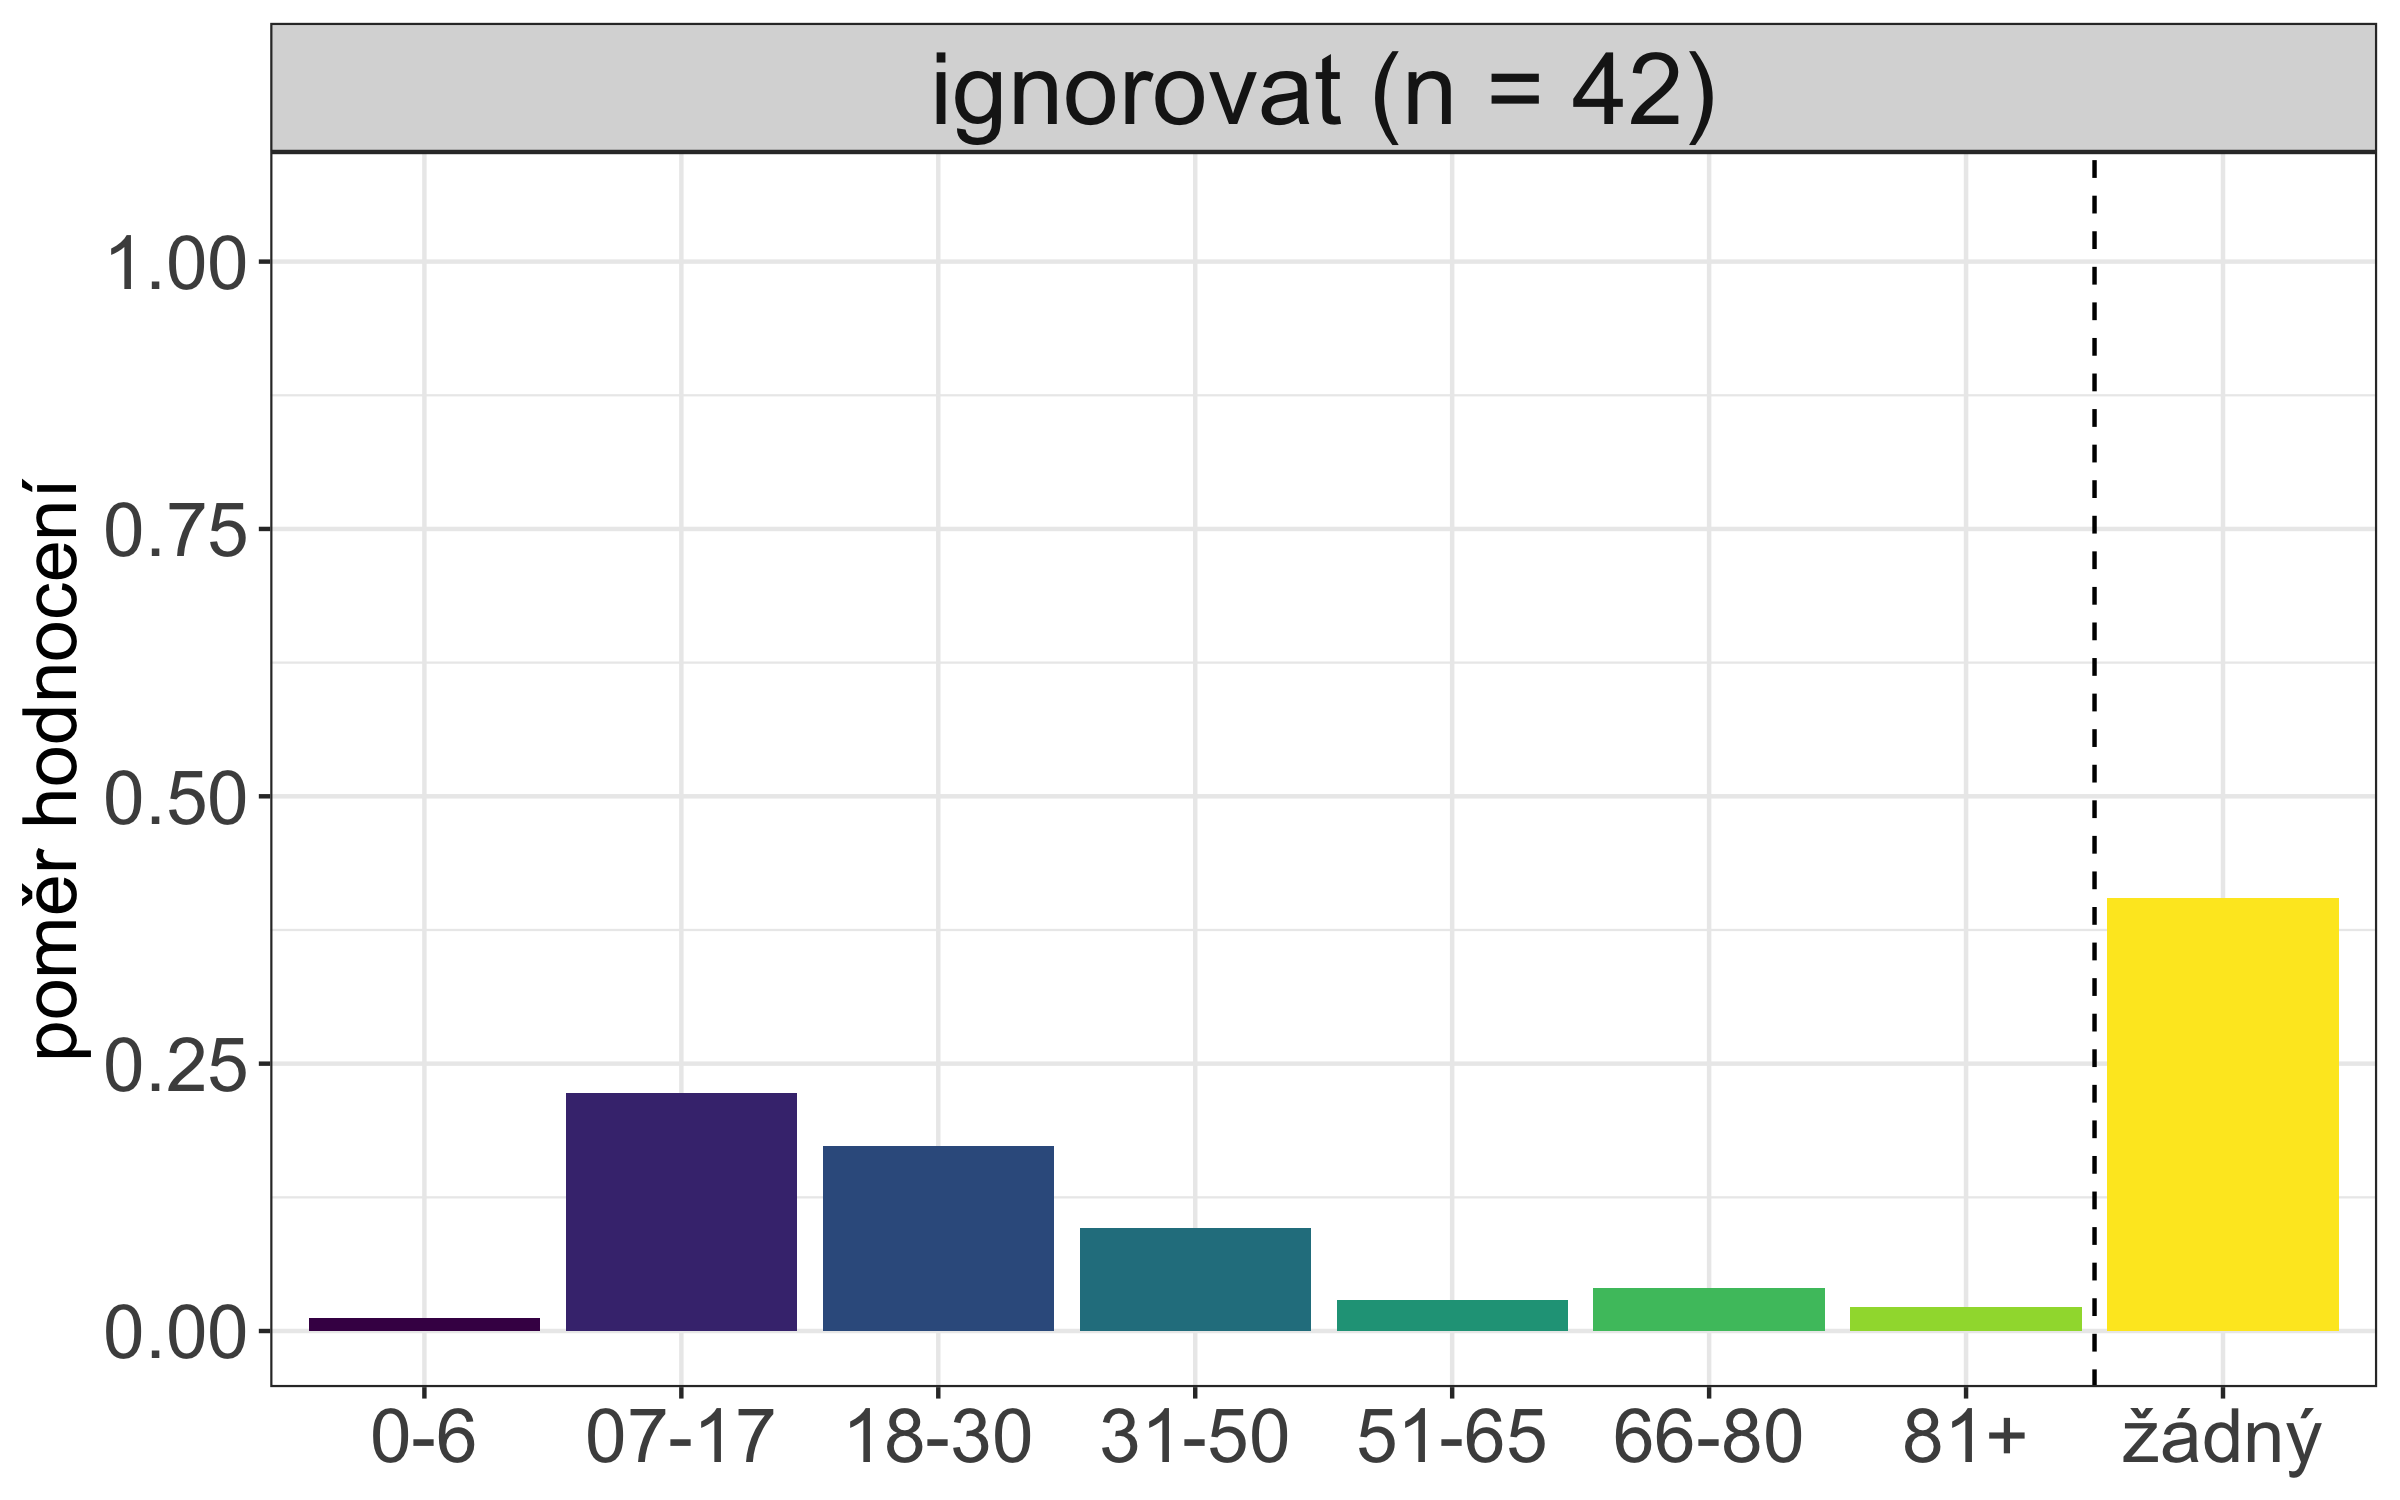 ignorovat (n = 42)
poměr hodnocení
1.00
0.75
0.50
0.25
0.00
0-6 07-17 18-30 31-50 51-65 66-80 81+ žádný